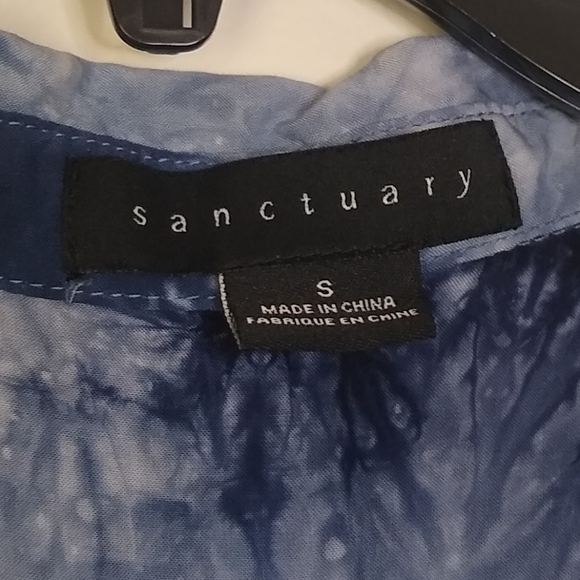 sanctuary
S
MADE IN CHINA
FABRIQUE EN CHINE